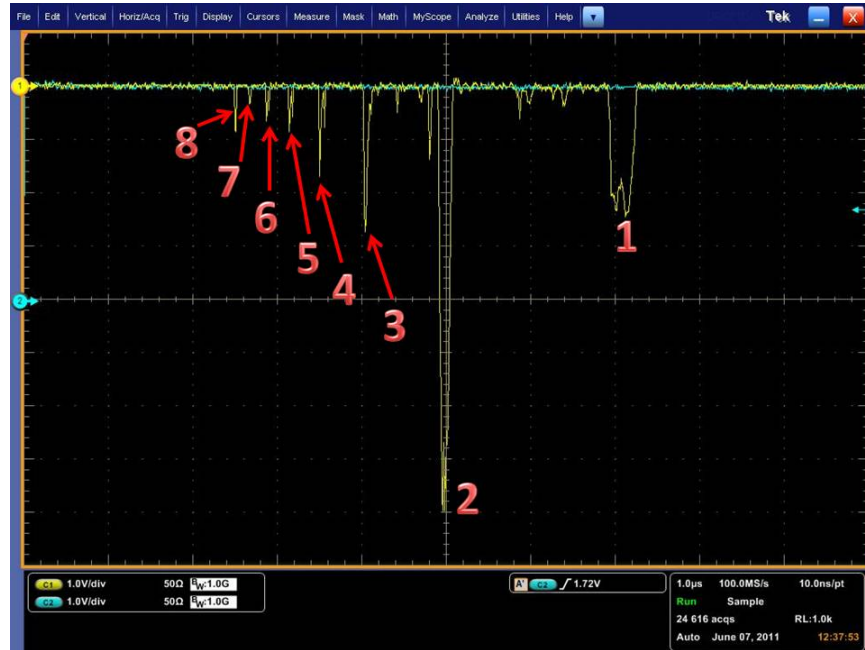 File Edit Vertical Horiz/Acq Trig Display Cursors Measure Mask Math MyScope Analyze Utilities Help Tek X
1
8
7
6
5
4
3
1
2
2
C1 1.0V/div 50Ω BW:1.0G
C2 1.0V/div 50Ω BW:1.0G
A' C2 ∫ 1.72V
1.0µs 100.0MS/s 10.0ns/pt
Run Sample
24 616 acqs RL:1.0k
Auto June 07, 2011 12:37:53